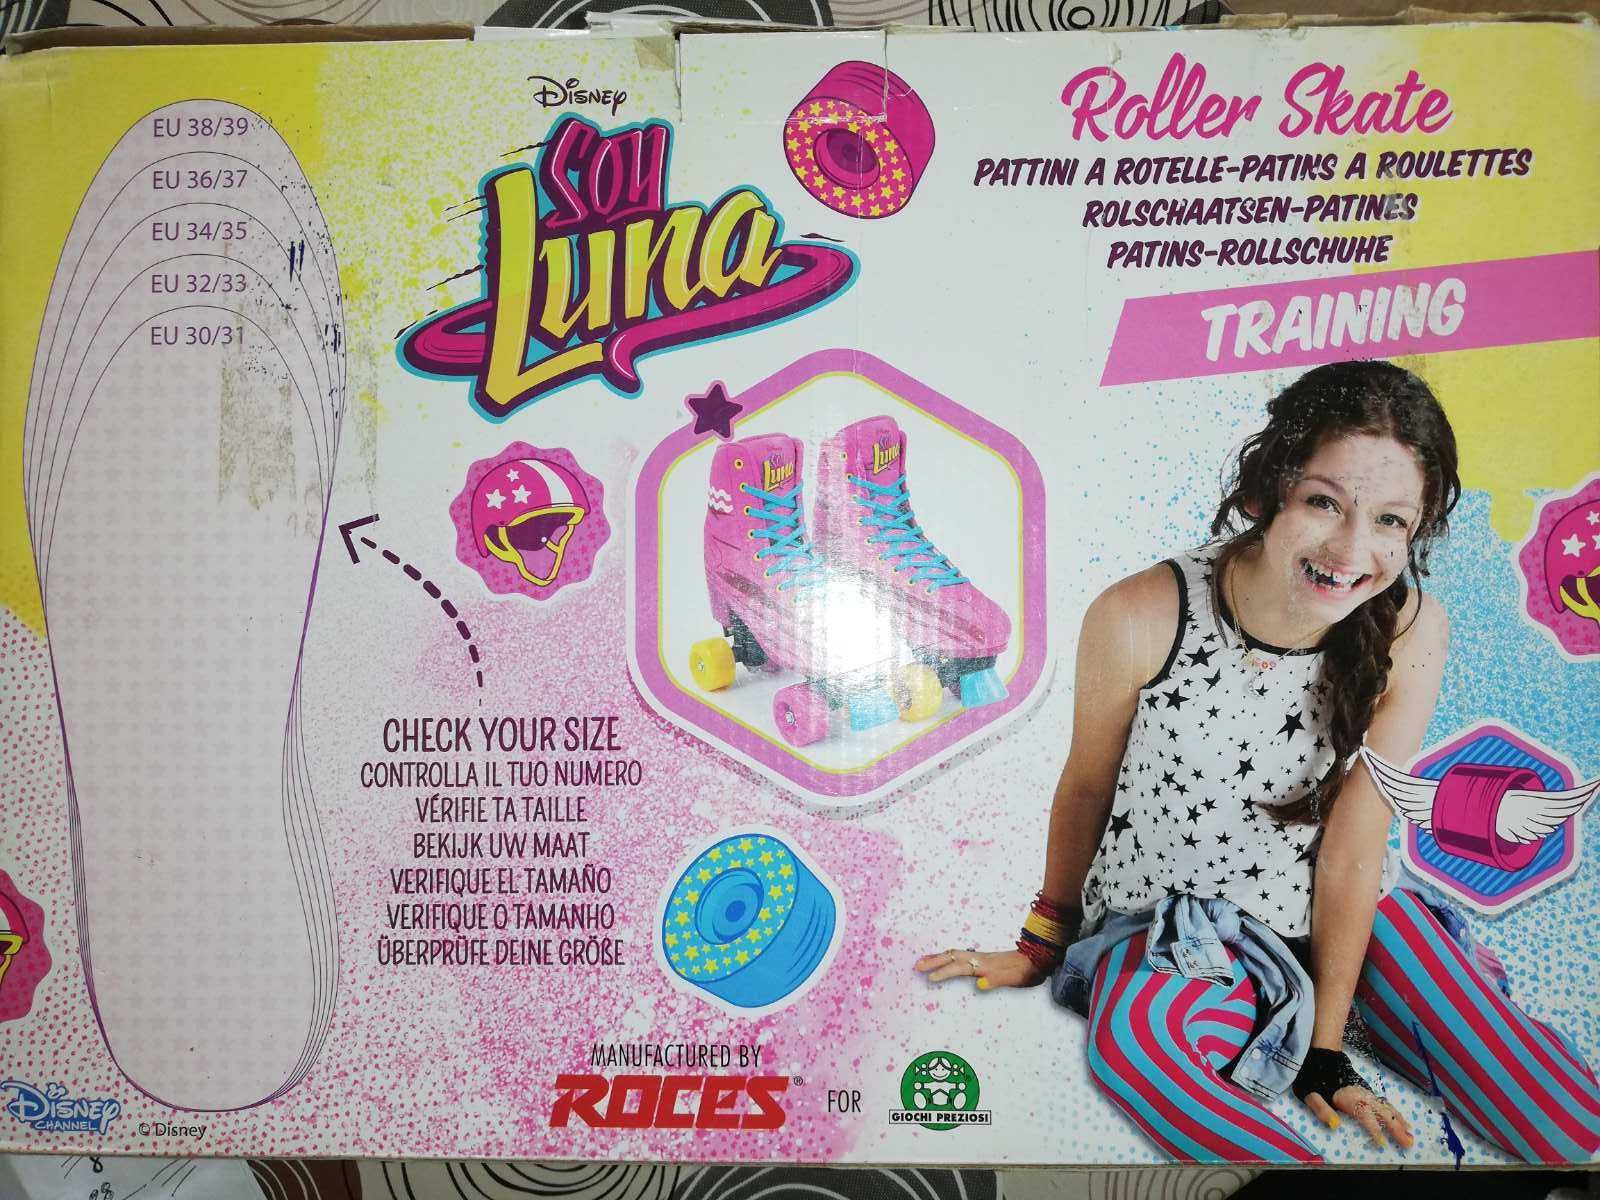 EU 38/39
EU 36/37
EU 34/35
EU 32/33
EU 30/31
Disney
SOY
Luna
Roller Skate
PATTINI A ROTELLE-PATINS A ROULETTES
ROLSCHAATSEN-PATINES
PATINS-ROLLSCHUHE
TRAINING
Luna
Luna
CHECK YOUR SIZE
CONTROLLA IL TUO NUMERO
VÉRIFIE TA TAILLE
BEKIJK UW MAAT
VERIFIQUE EL TAMAÑO
VERIFIQUE O TAMANHO
ÜBERPRÜFE DEINE GRÖßE
MANUFACTURED BY
ROCES® FOR
GIOCHI PREZIOSI
Disney
CHANNEL
© Disney